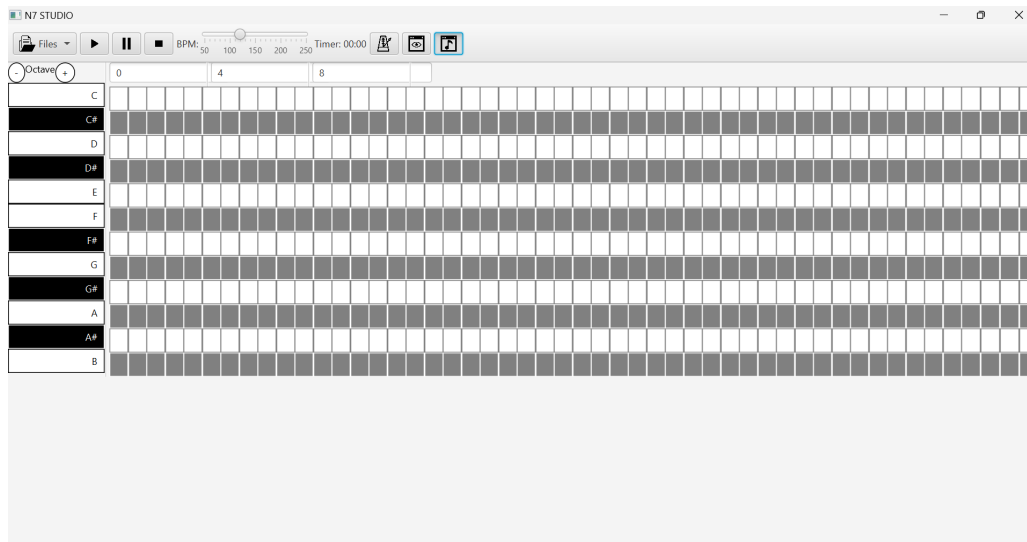 N7 STUDIO
Files BPM: 50 100 150 200 250 Timer: 00:00
- Octave + 0 4 8
C
C#
D
D#
E
F
F#
G
G#
A
A#
B